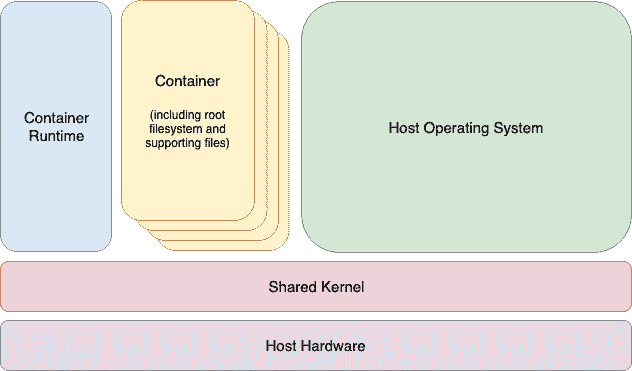 Container
Runtime
Container
(including root
filesystem and
supporting files)
Host Operating System
Shared Kernel
Host Hardware